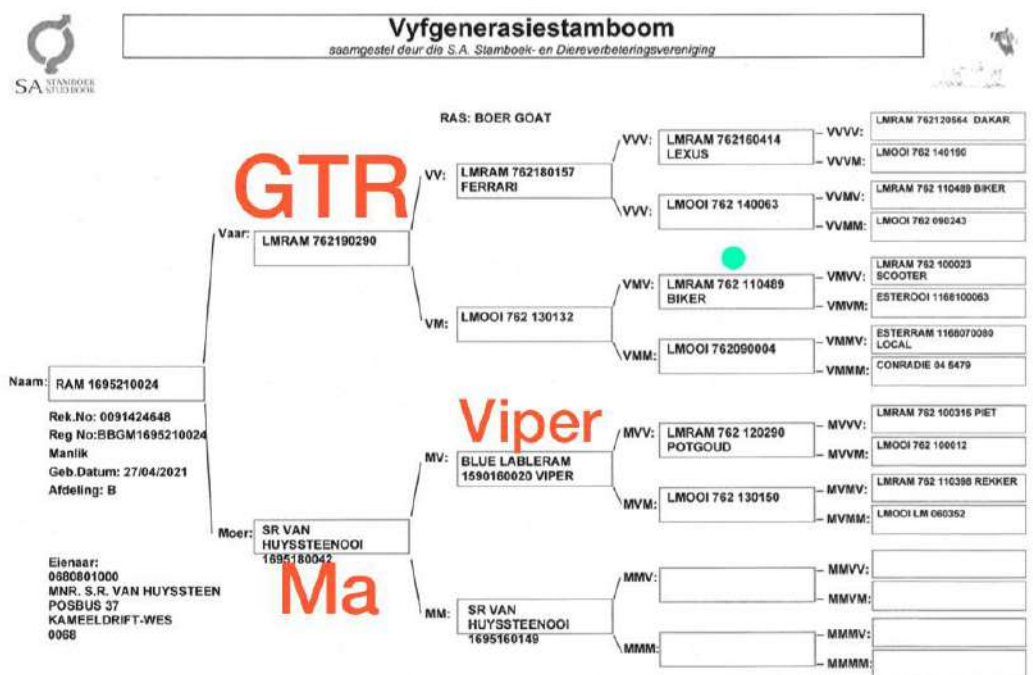 Vyfgenerasiestamboom
saamgestel deur die S.A. Stamboek- en Diereverbeteringsvereniging
SA STAMBOEK
STUDBOOK
RAS: BOER GOAT
GTR
Viper
Ma
Naam: RAM 1695210024
Rek.No: 0091424648
Reg No:BBGM1695210024
Manlik
Geb.Datum: 27/04/2021
Afdeling: B
Eienaar:
0680801000
MNR. S.R. VAN HUYSSTEEN
POSBUS 37
KAMEELDRIFT-WES
0068
Vaar: LMRAM 762190290
Moer: SR VAN
HUYSSTEENOOI
1695180042
VV: LMRAM 762180157
FERRARI
VM: LMOOI 762 130132
MV: BLUE LABLERAM
1590160020 VIPER
MM: SR VAN
HUYSSTEENOOI
1695160149
VVV: LMRAM 762160414
LEXUS
VVV: LMOOI 762 140063
VMV: LMRAM 762 110489
BIKER
VMM: LMOOI 762090004
MVV: LMRAM 762 120290
POTGOUD
MVM: LMOOI 762 130150
MMV:
MMM:
VVVV: LMRAM 762120564 DAKAR
VVVM: LMOOI 762 140150
VVMV: LMRAM 762 110489 BIKER
VVMM: LMOOI 762 090243
VMVV: LMRAM 762 100023
SCOOTER
VMVM: ESTEROOI 1168100063
VMMV: ESTERRAM 1168070080
LOCAL
VMMM: CONRADIE 04 5479
MVVV: LMRAM 762 100315 PIET
MVVM: LMOOI 762 100012
MVMV: LMRAM 762 110398 REKKER
MVMM: LMOOI LM 060352
MMVV:
MMVM:
MMMV:
MMMM: